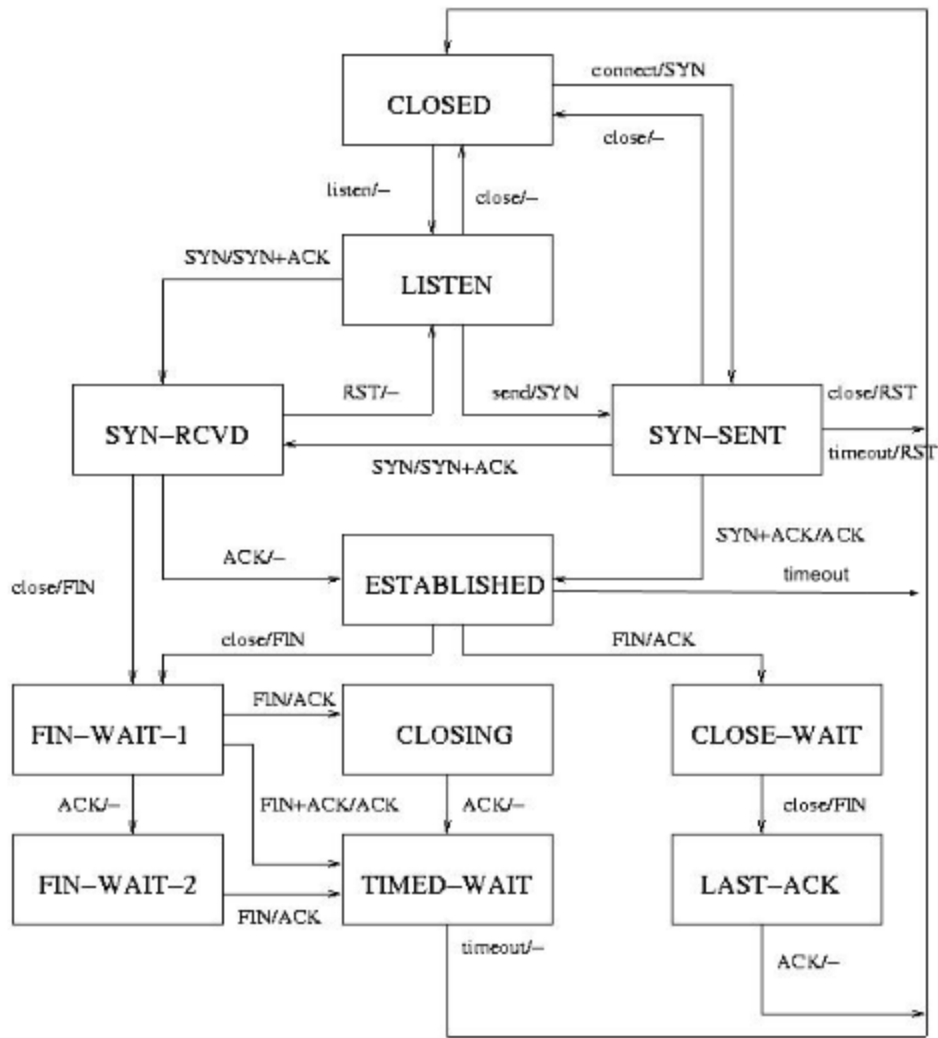 connect/SYN
CLOSED
close/–
listen/–
close/–
SYN/SYN+ACK
LISTEN
RST/–
send/SYN
close/RST
SYN–RCVD
SYN–SENT
timeout/RST
SYN/SYN+ACK
SYN+ACK/ACK
ACK/–
timeout
close/FIN
ESTABLISHED
close/FIN
FIN/ACK
FIN/ACK
FIN–WAIT–1
CLOSING
CLOSE–WAIT
ACK/–
FIN+ACK/ACK
ACK/–
close/FIN
FIN–WAIT–2
TIMED–WAIT
LAST–ACK
FIN/ACK
timeout/–
ACK/–